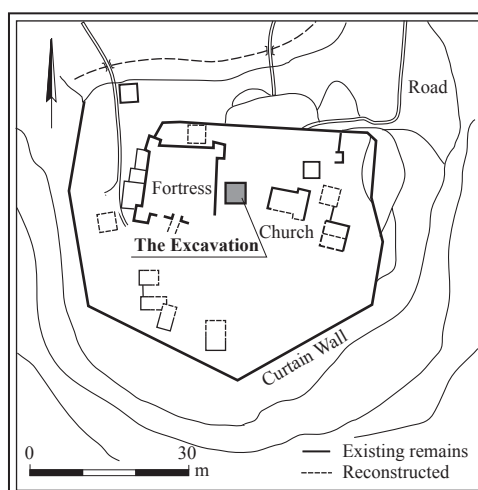 Road
Fortress
Church
The Excavation
Curtain Wall
0 30
m
Existing remains
Reconstructed